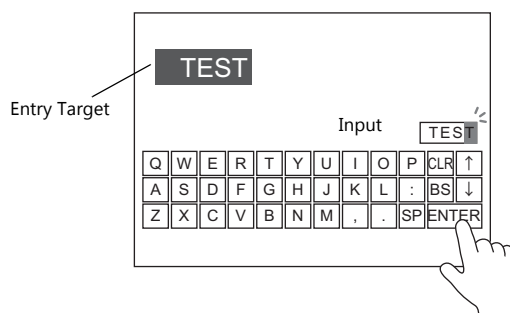 TEST
Entry Target
Input TEST
Q W E R T Y U I O P CLR ↑
A S D F G H J K L : BS ↓
Z X C V B N M , . SP ENTER